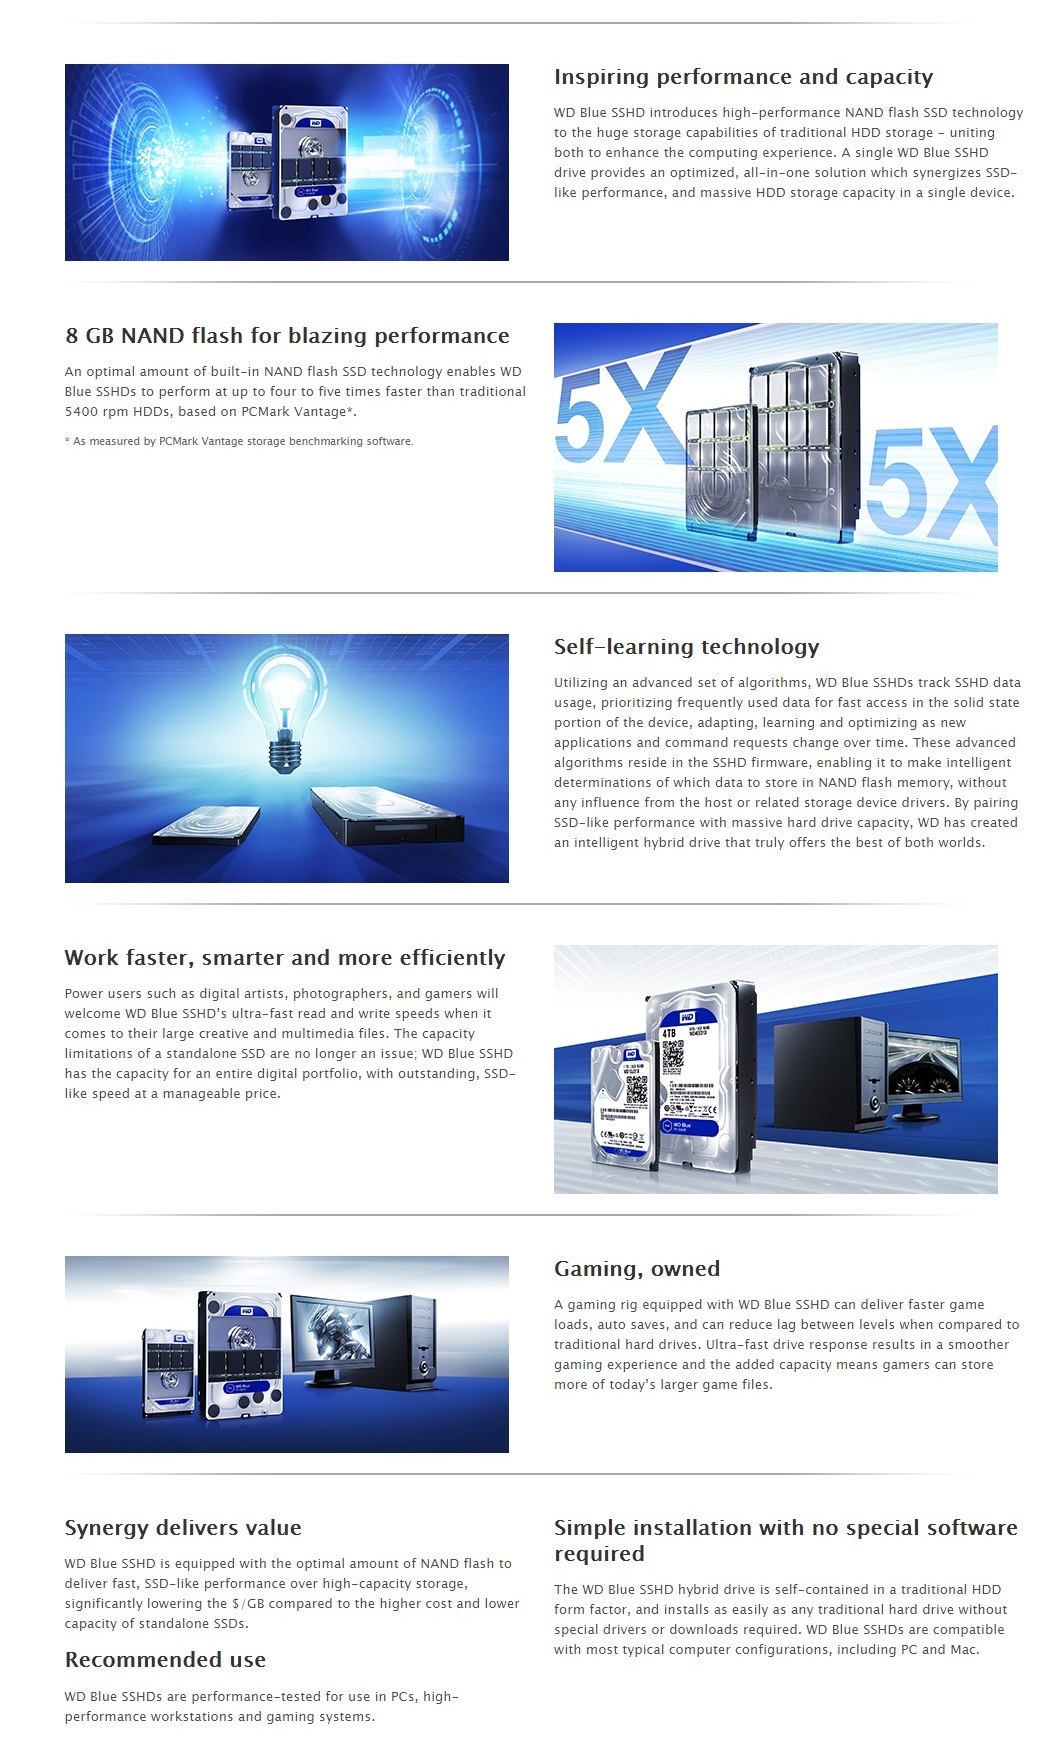 Inspiring performance and capacity
WD Blue SSHD introduces high-performance NAND flash SSD technology
to the huge storage capabilities of traditional HDD storage - uniting
both to enhance the computing experience. A single WD Blue SSHD
drive provides an optimized, all-in-one solution which synergizes SSD-
like performance, and massive HDD storage capacity in a single device.
WD
8 GB NAND flash for blazing performance
An optimal amount of built-in NAND flash SSD technology enables WD
Blue SSHDs to perform at up to four to five times faster than traditional
5400 rpm HDDs, based on PCMark Vantage*.
* As measured by PCMark Vantage storage benchmarking software.
5X
5X
Self-learning technology
Utilizing an advanced set of algorithms, WD Blue SSHDs track SSHD data
usage, prioritizing frequently used data for fast access in the solid state
portion of the device, adapting, learning and optimizing as new
applications and command requests change over time. These advanced
algorithms reside in the SSHD firmware, enabling it to make intelligent
determinations of which data to store in NAND flash memory, without
any influence from the host or related storage device drivers. By pairing
SSD-like performance with massive hard drive capacity, WD has created
an intelligent hybrid drive that truly offers the best of both worlds.
Work faster, smarter and more efficiently
Power users such as digital artists, photographers, and gamers will
welcome WD Blue SSHD's ultra-fast read and write speeds when it
comes to their large creative and multimedia files. The capacity
limitations of a standalone SSD are no longer an issue; WD Blue SSHD
has the capacity for an entire digital portfolio, with outstanding, SSD-
like speed at a manageable price.
WD
4TB
WD
WD Blue
Gaming, owned
A gaming rig equipped with WD Blue SSHD can deliver faster game
loads, auto saves, and can reduce lag between levels when compared to
traditional hard drives. Ultra-fast drive response results in a smoother
gaming experience and the added capacity means gamers can store
more of today's larger game files.
WD
WD Blue
Synergy delivers value
WD Blue SSHD is equipped with the optimal amount of NAND flash to
deliver fast, SSD-like performance over high-capacity storage,
significantly lowering the $/GB compared to the higher cost and lower
capacity of standalone SSDs.
Recommended use
WD Blue SSHDs are performance-tested for use in PCs, high-
performance workstations and gaming systems.
Simple installation with no special software
required
The WD Blue SSHD hybrid drive is self-contained in a traditional HDD
form factor, and installs as easily as any traditional hard drive without
special drivers or downloads required. WD Blue SSHDs are compatible
with most typical computer configurations, including PC and Mac.